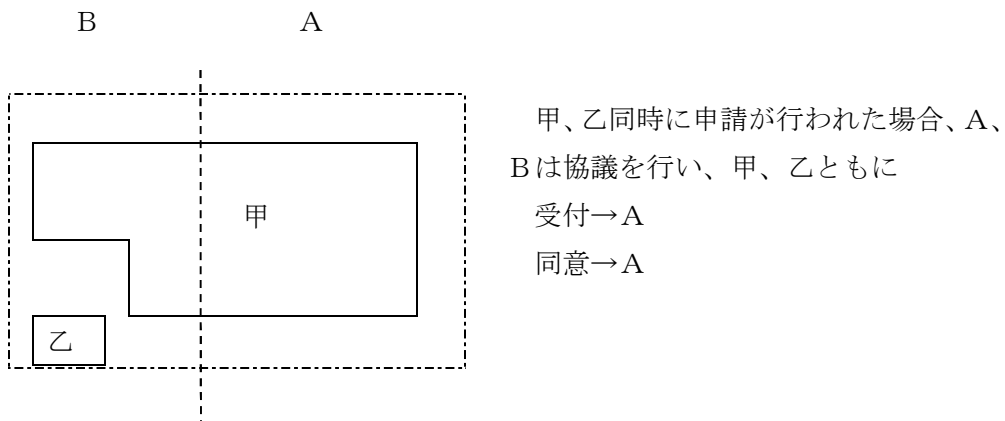 B A
甲、乙同時に申請が行われた場合、A、
Bは協議を行い、甲、乙ともに
受付→A
同意→A
甲
乙